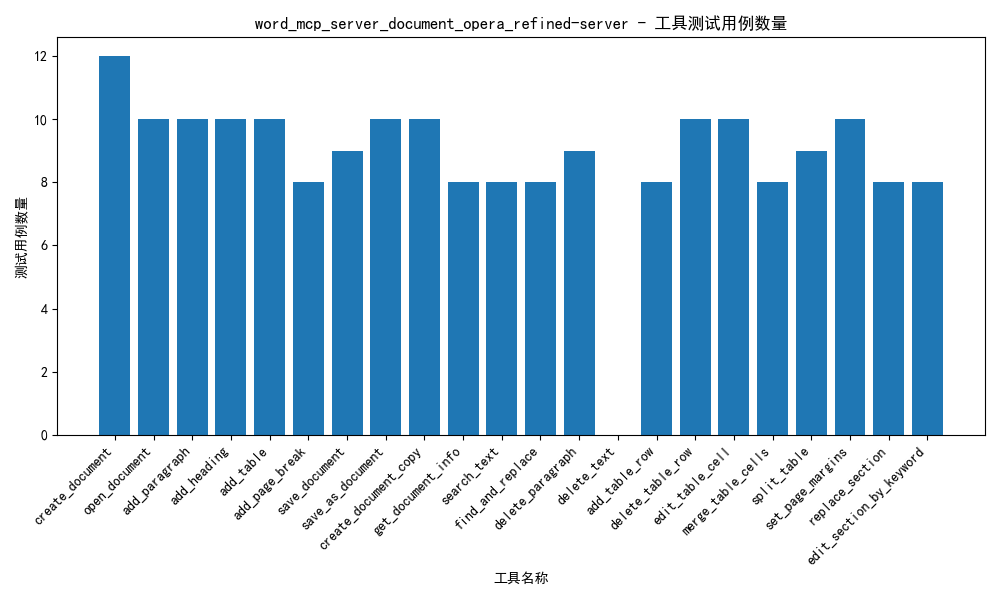 word_mcp_server_document_opera_refined-server - 工具测试用例数量
测试用例数量
12
10
8
6
4
2
0
create_document
open_document
add_paragraph
add_heading
add_table
add_page_break
save_document
save_as_document
create_document_copy
get_document_info
search_text
find_and_replace
delete_paragraph
delete_text
add_table_row
delete_table_row
edit_table_cell
merge_table_cells
split_table
set_page_margins
replace_section
edit_section_by_keyword
工具名称